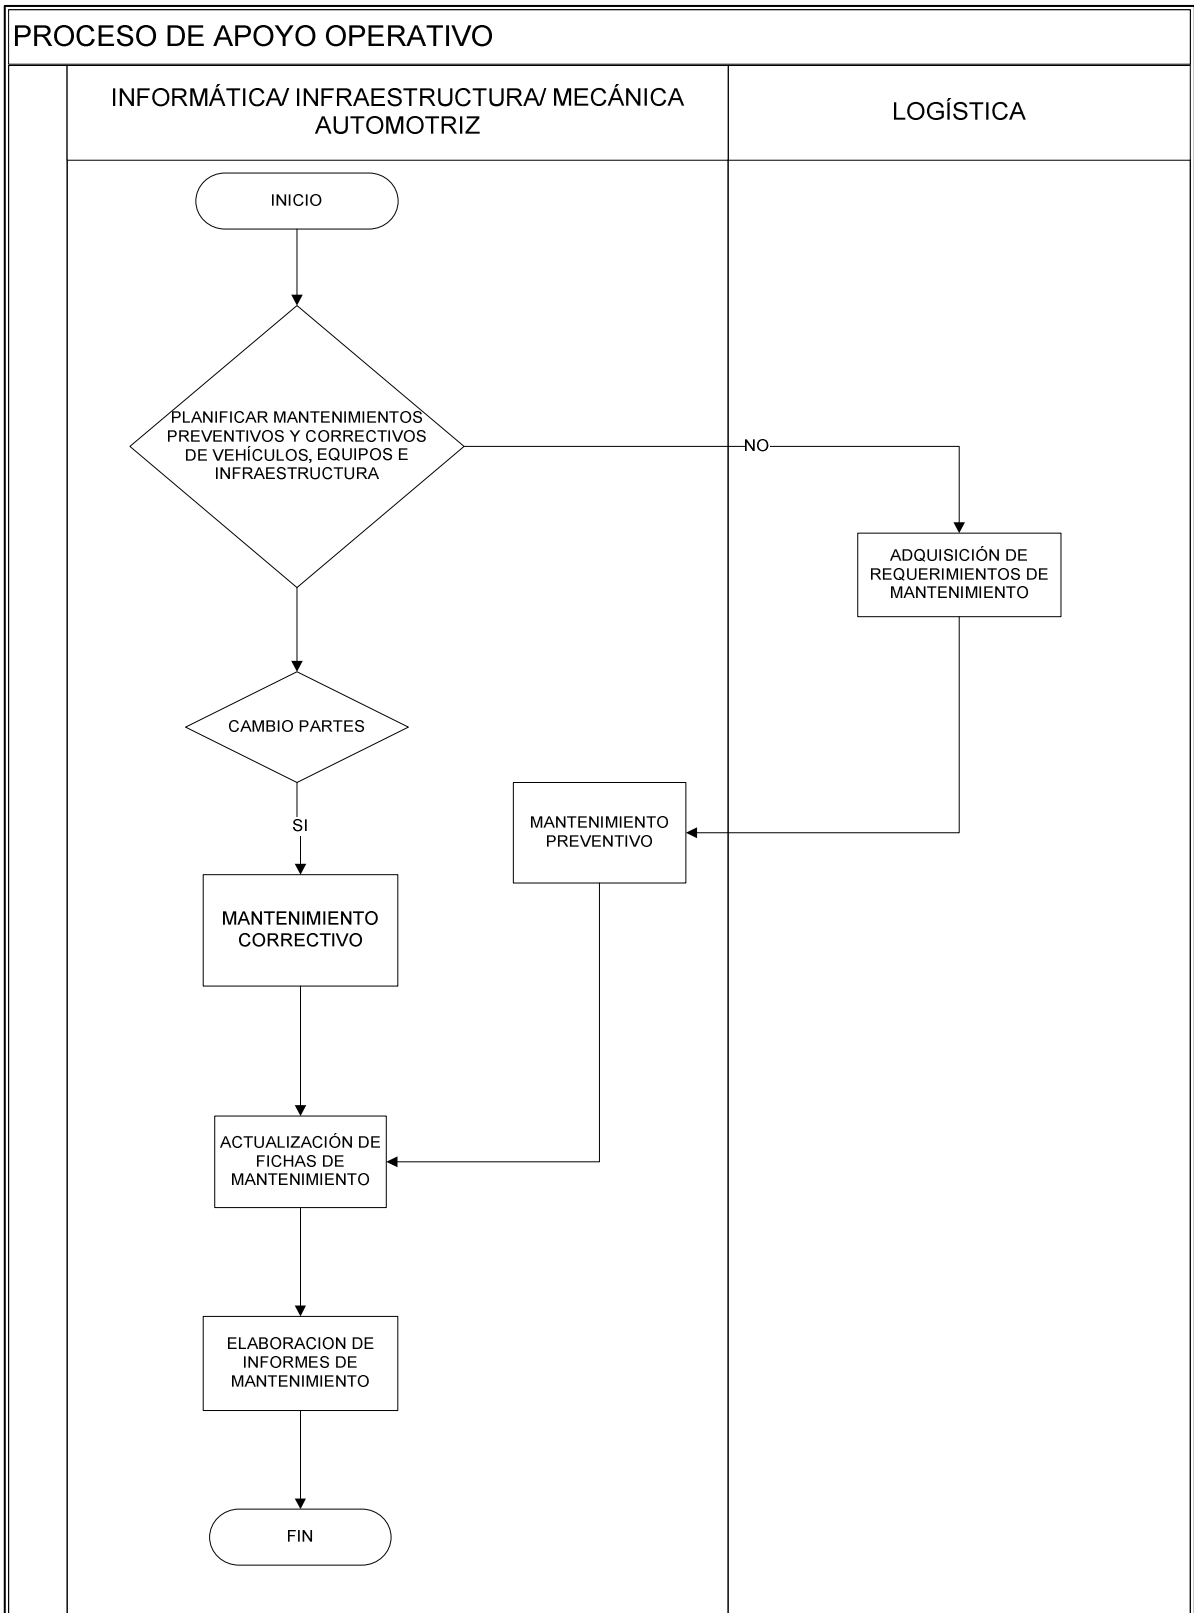 PROCESO DE APOYO OPERATIVO
INFORMÁTICA/ INFRAESTRUCTURA/ MECÁNICA
AUTOMOTRIZ
LOGÍSTICA
INICIO
PLANIFICAR MANTENIMIENTOS
PREVENTIVOS Y CORRECTIVOS
DE VEHÍCULOS, EQUIPOS E
INFRAESTRUCTURA
NO
ADQUISICIÓN DE
REQUERIMIENTOS DE
MANTENIMIENTO
CAMBIO PARTES
SI
MANTENIMIENTO
PREVENTIVO
MANTENIMIENTO
CORRECTIVO
ACTUALIZACIÓN DE
FICHAS DE
MANTENIMIENTO
ELABORACION DE
INFORMES DE
MANTENIMIENTO
FIN